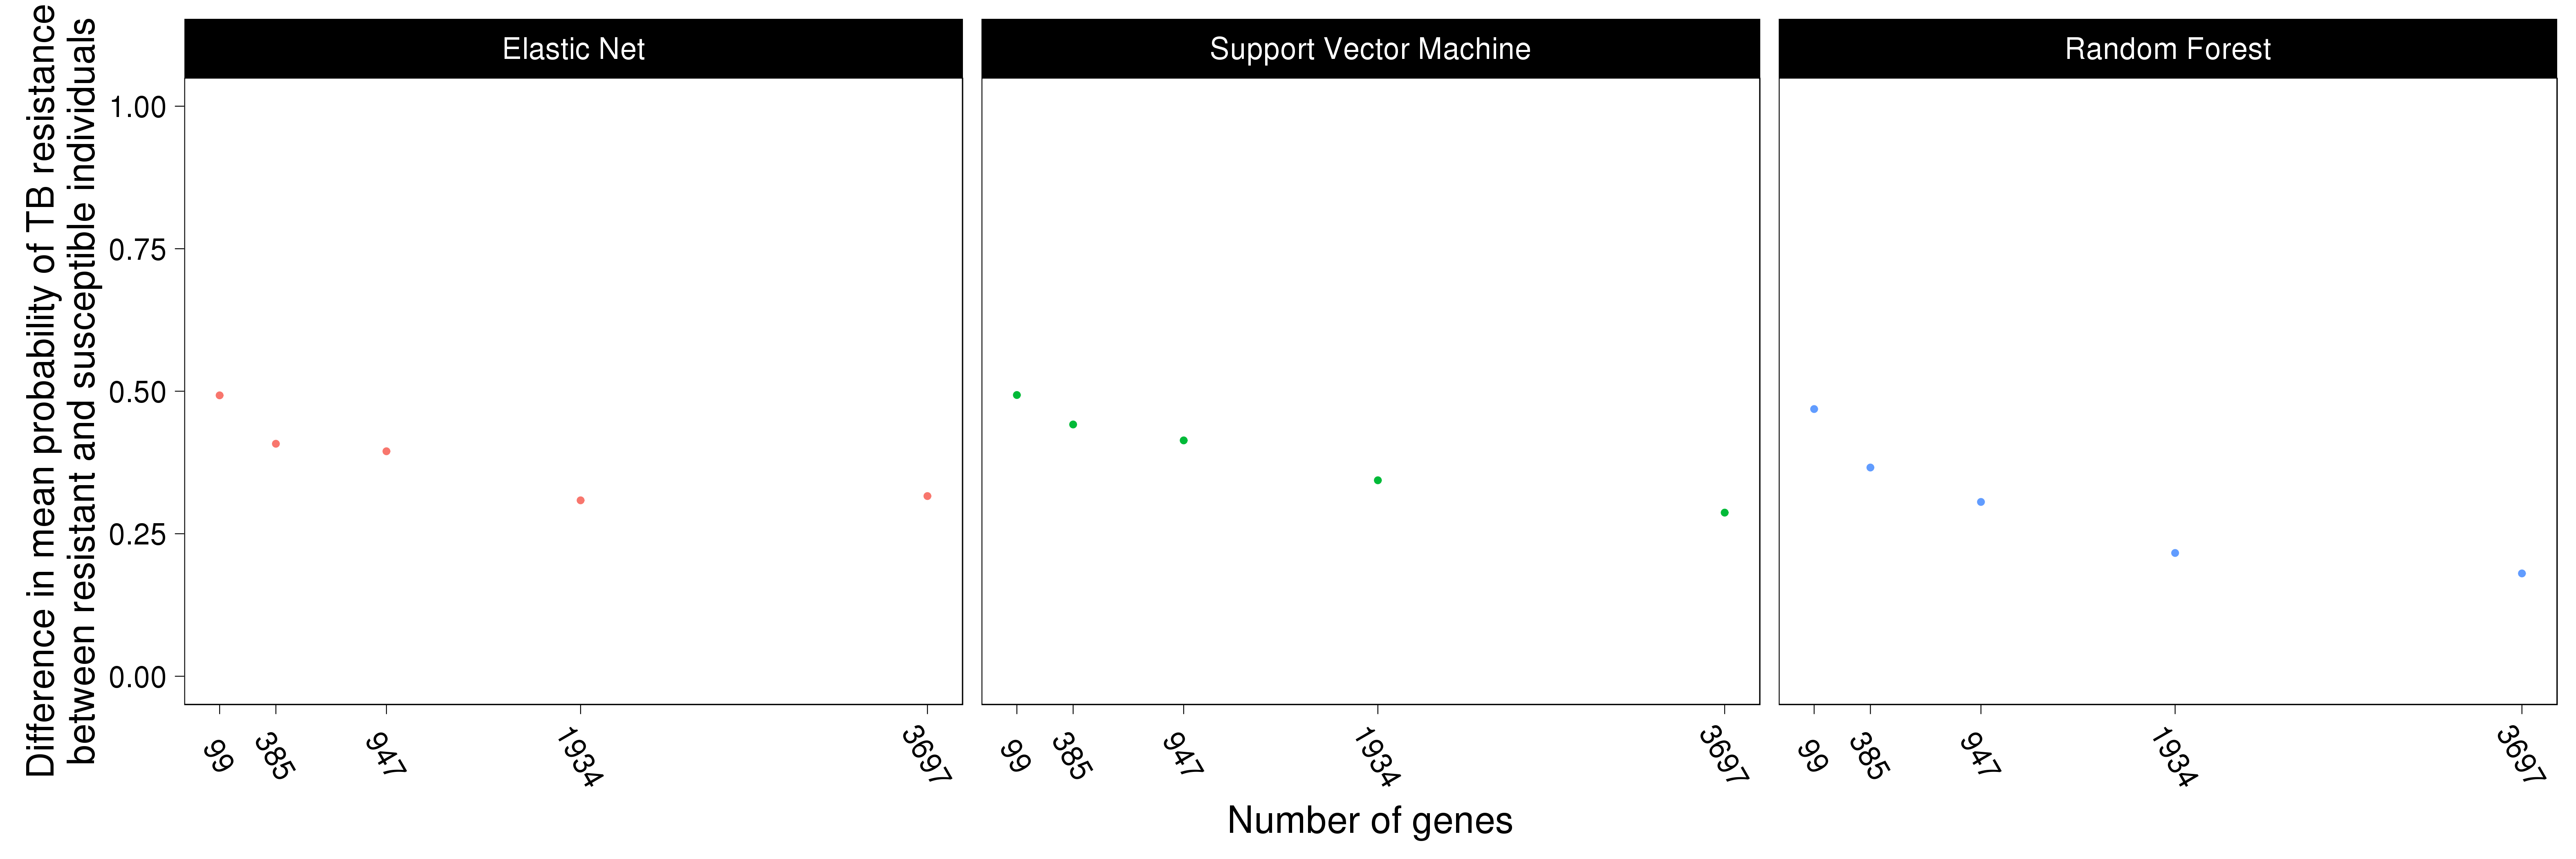 Difference in mean probability of TB resistance
between resistant and susceptible individuals
Elastic Net
Support Vector Machine
Random Forest
1.00
0.75
0.50
0.25
0.00
99 385 947 1934 3697
99 385 947 1934 3697
99 385 947 1934 3697
Number of genes